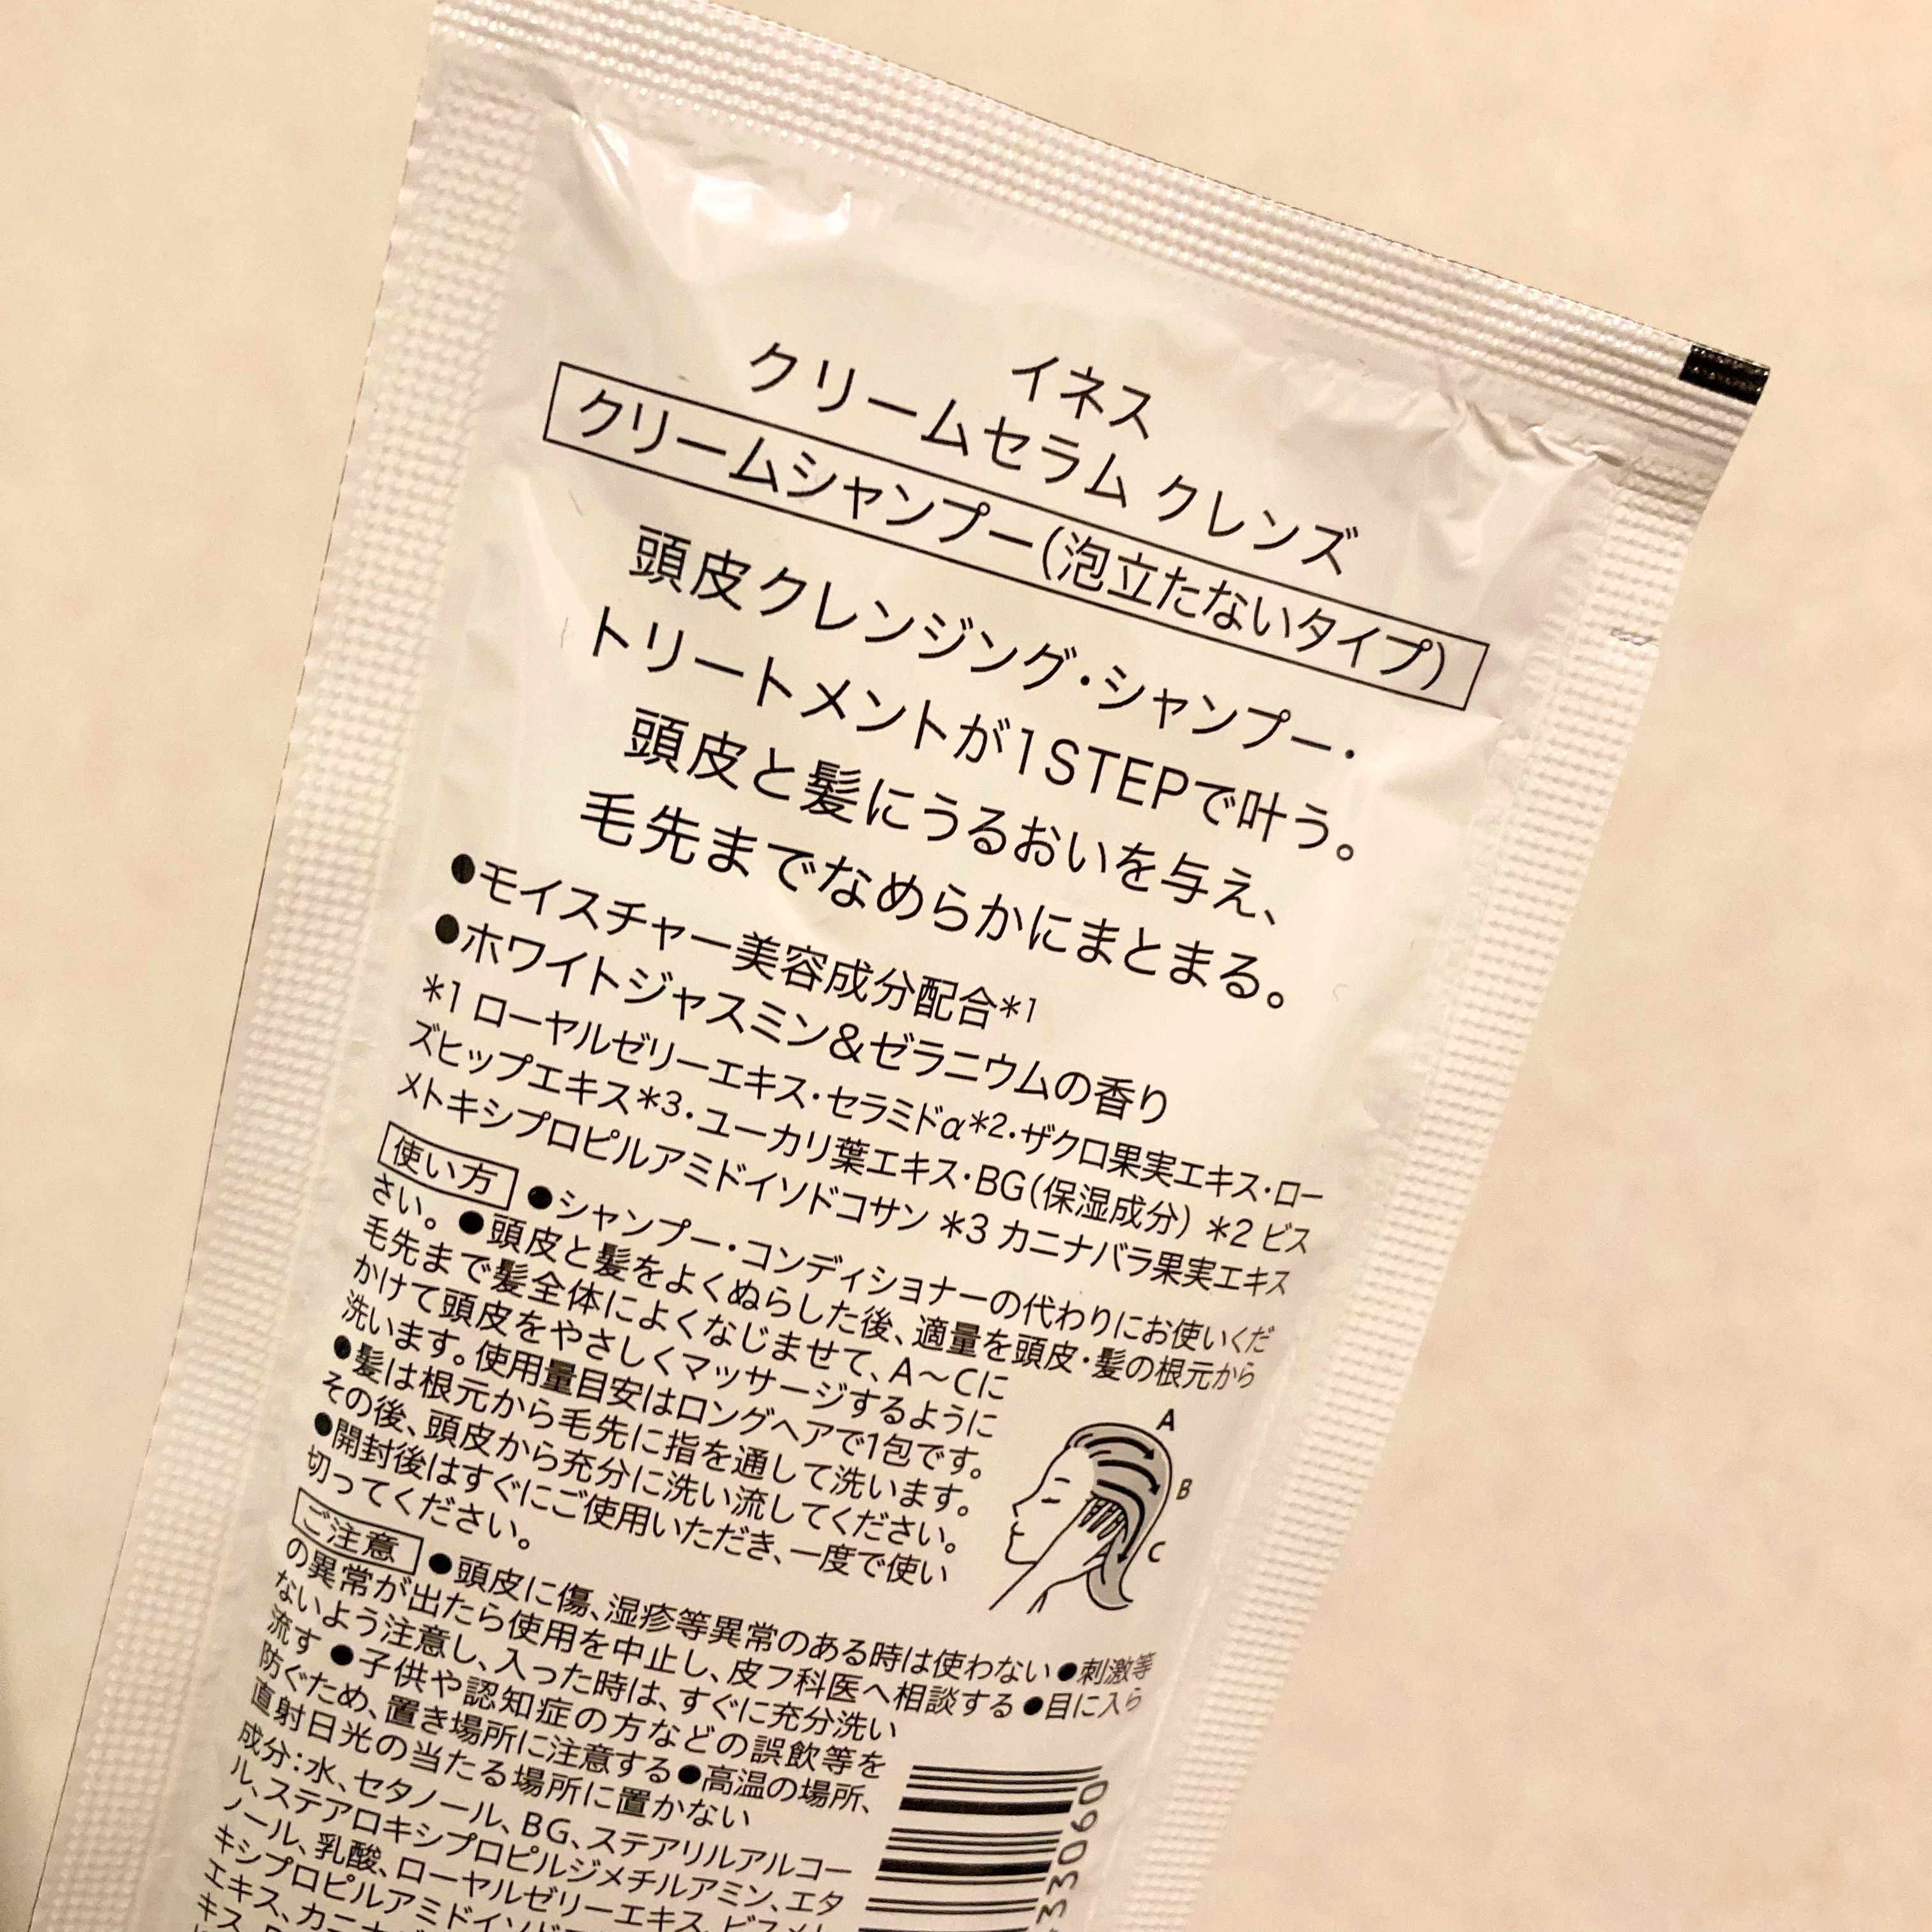 イネス
クリームセラム クレンズ
クリームシャンプー(泡立たないタイプ)
頭皮クレンジング・シャンプー・
トリートメントが1STEPで叶う。
頭皮と髪にうるおいを与え、
毛先までなめらかにまとまる。
●モイスチャー美容成分配合*1
●ホワイトジャスミン&ゼラニウムの香り
*1 ローヤルゼリーエキス・セラミドα*2・ザクロ果実エキス・ロー
ズヒップエキス*3・ユーカリ葉エキス・BG(保湿成分) *2 ビス
メトキシプロピルアミドイソドコサン *3 カニナバラ果実エキス
使い方 ●シャンプー・コンディショナーの代わりにお使いくだ
さい。●頭皮と髪をよくぬらした後、適量を頭皮・髪の根元から
毛先まで髪全体によくなじませて、A〜Cに
かけて頭皮をやさしくマッサージするように
洗います。使用量目安はロングヘアで1包です。
●髪は根元から毛先に指を通して洗います。
その後、頭皮から充分に洗い流してください。
●開封後はすぐにご使用いただき、一度で使い
切ってください。
A
B
C
ご注意 ●頭皮に傷、湿疹等異常のある時は使わない ●刺激等
の異常が出たら使用を中止し、皮フ科医へ相談する ●目に入ら
ないよう注意し、入った時は、すぐに充分洗い
流す ●子供や認知症の方などの誤飲等を
防ぐため、置き場所に注意する ●高温の場所、
直射日光の当たる場所に置かない
成分:水、セタノール、BG、ステアリルアルコー
ル、ステアロキシプロピルジメチルアミン、エタ
ノール、乳酸、ローヤルゼリーエキス、ビスメト
キシプロピルアミドイソド
エキス、カニナ
キス
33060